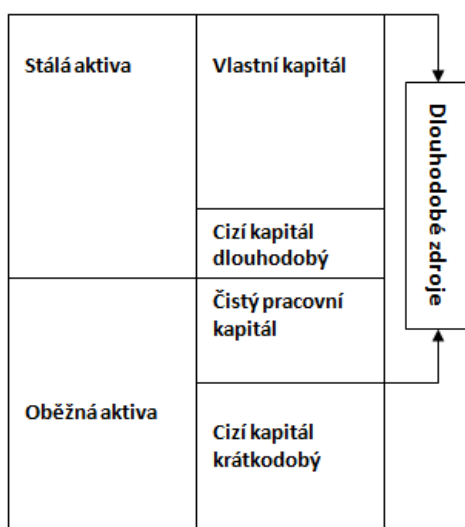 Stálá aktiva
Vlastní kapitál
Dlouhodobé zdroje
Cizí kapitál
dlouhodobý
Čistý pracovní
kapitál
Oběžná aktiva
Cizí kapitál
krátkodobý